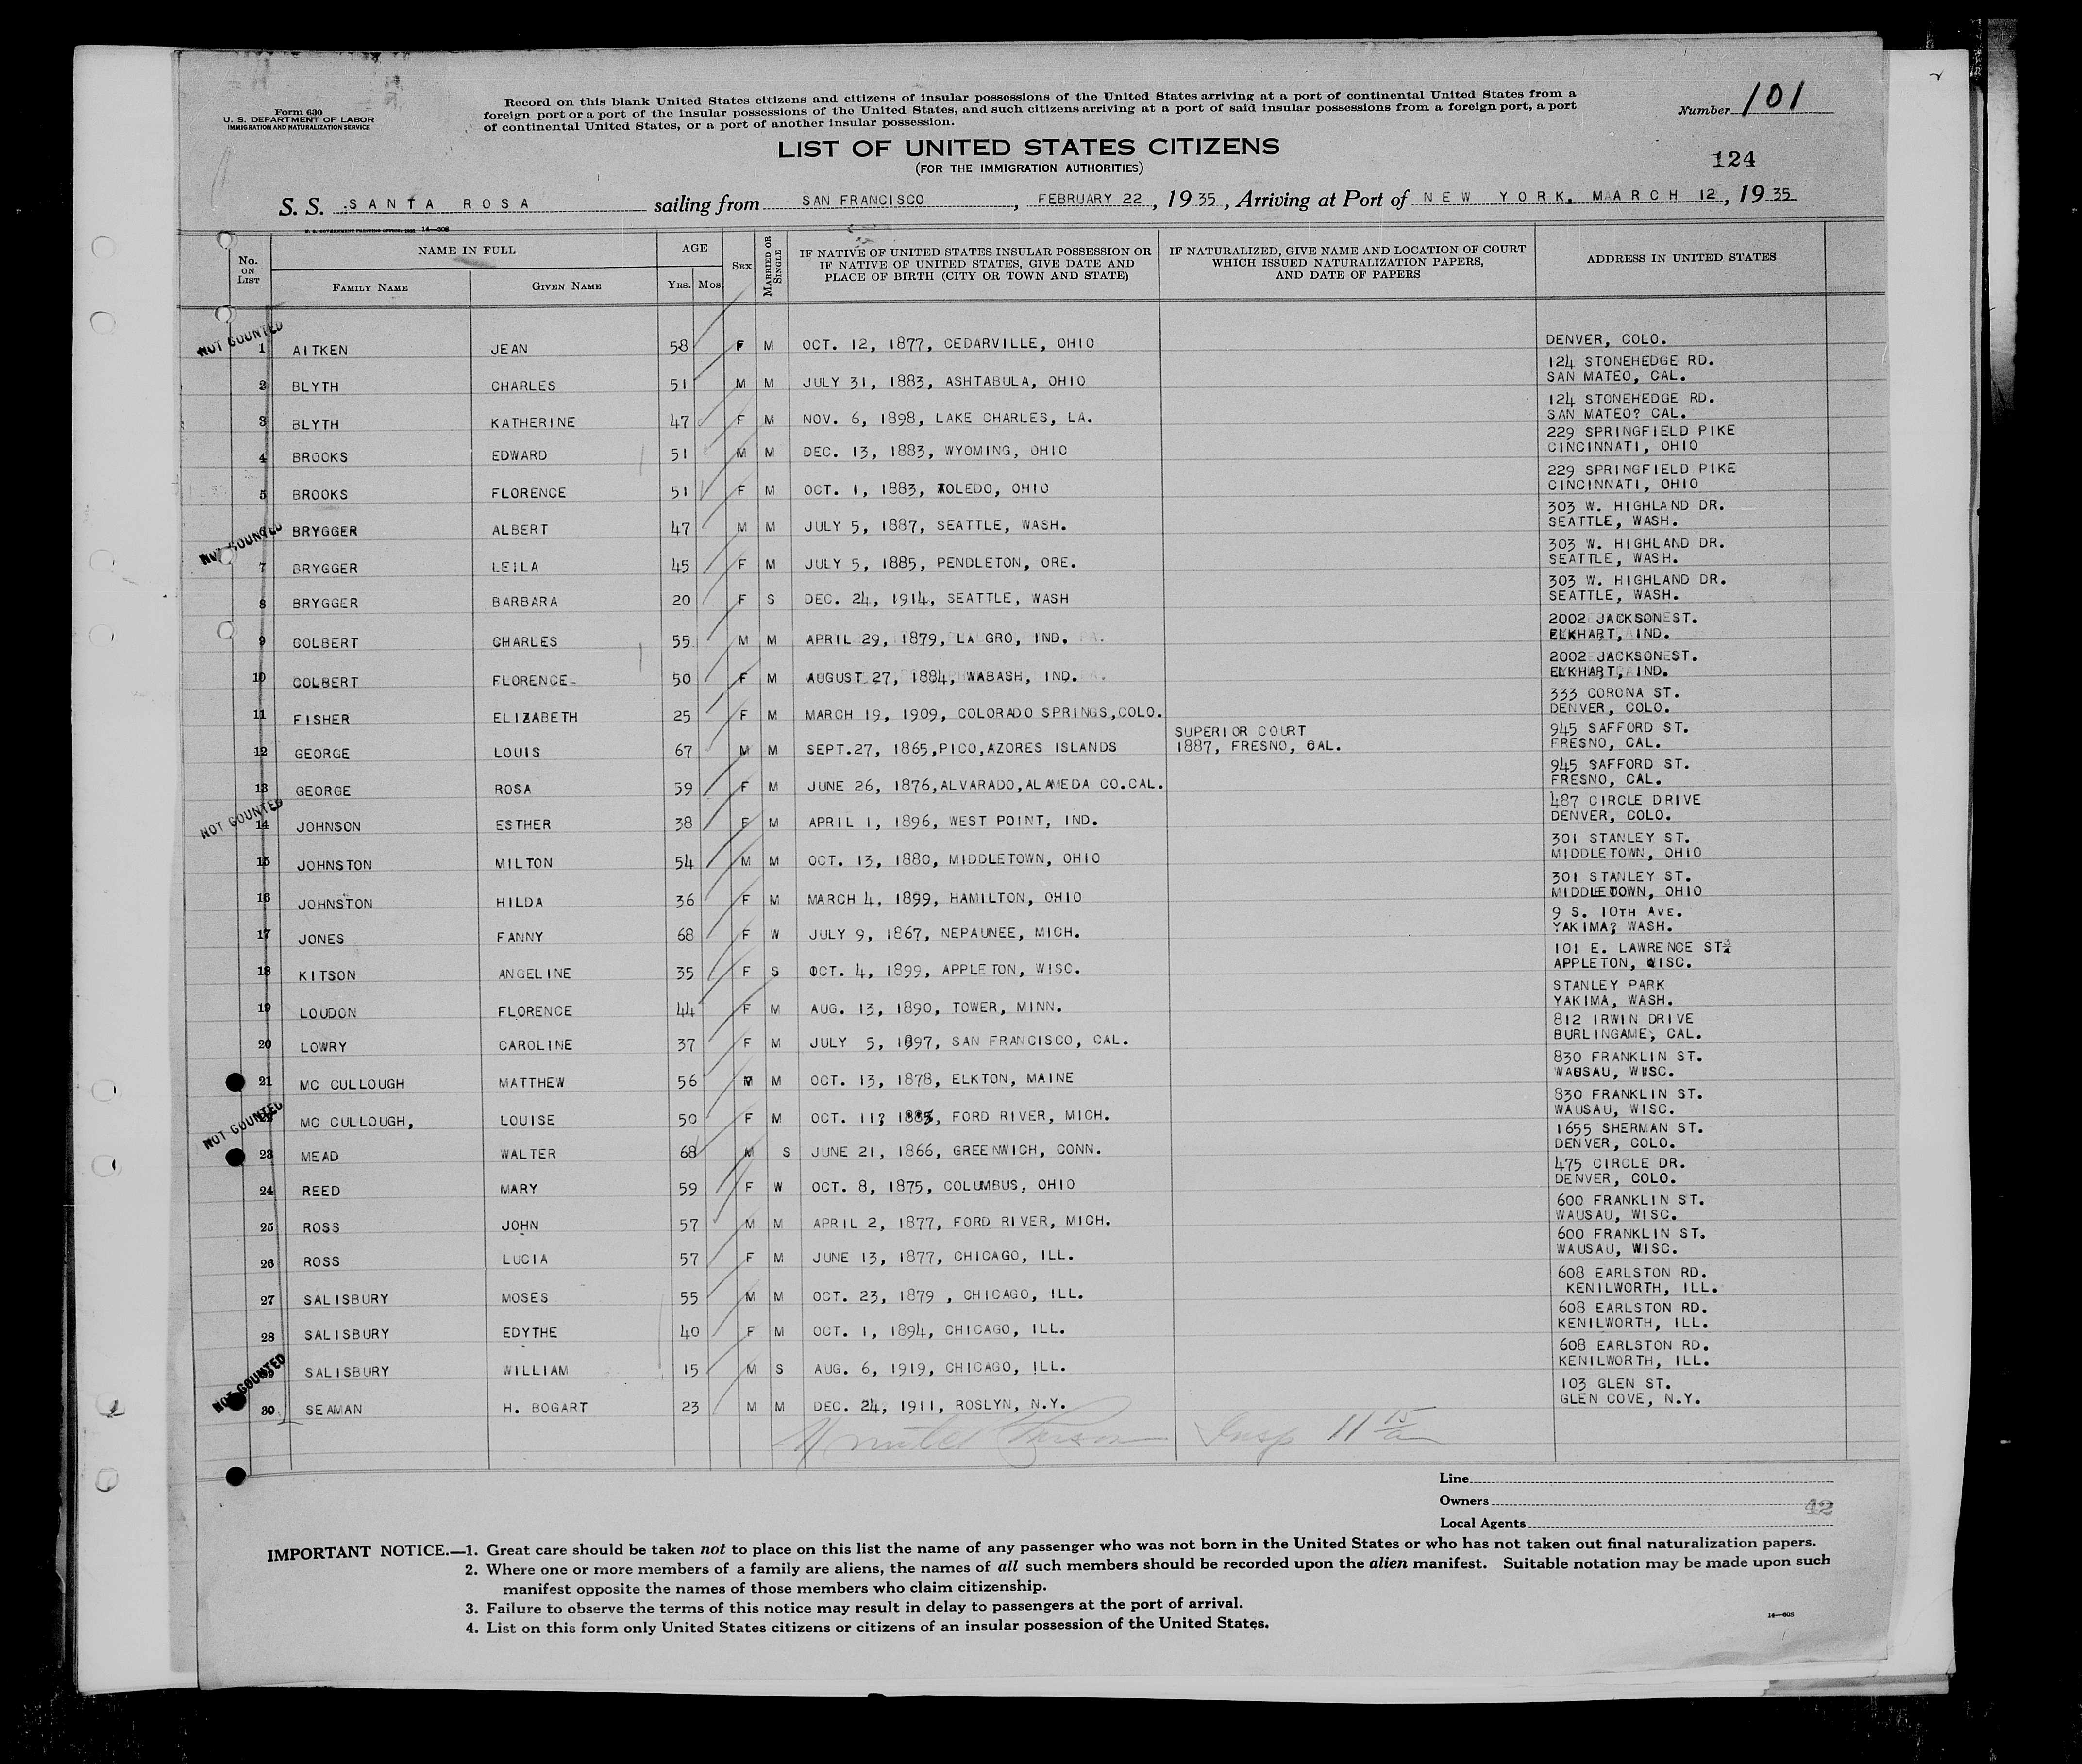 Form 630
U. S. DEPARTMENT OF LABOR
IMMIGRATION AND NATURALIZATION SERVICE
Record on this blank United States citizens and citizens of insular possessions of the United States arriving at a port of continental United States from a
foreign port or a port of the insular possessions of the United States, and such citizens arriving at a port of said insular possessions from a foreign port, a port
of continental United States, or a port of another insular possession.
Number 101
LIST OF UNITED STATES CITIZENS
(FOR THE IMMIGRATION AUTHORITIES)
124
S. S. SANTA ROSA sailing from SAN FRANCISCO, FEBRUARY 22, 19 35, Arriving at Port of NEW YORK, MAARCH 12, 19 35
U. S. GOVERNMENT PRINTING OFFICE: 14—608
No. ON LIST NAME IN FULL AGE SEX MARRIED OR SINGLE IF NATIVE OF UNITED STATES INSULAR POSSESSION OR IF NATIVE OF UNITED STATES, GIVE DATE AND PLACE OF BIRTH (CITY OR TOWN AND STATE) IF NATURALIZED, GIVE NAME AND LOCATION OF COURT WHICH ISSUED NATURALIZATION PAPERS, AND DATE OF PAPERS ADDRESS IN UNITED STATES
FAMILY NAME GIVEN NAME YRS. MOS.
NOT COUNTED
1 AITKEN JEAN 58 F M OCT. 12, 1877, CEDARVILLE, OHIO DENVER, COLO.
124 STONEHEDGE RD.
2 BLYTH CHARLES 51 M M JULY 31, 1883, ASHTABULA, OHIO SAN MATEO, CAL.
124 STONEHEDGE RD.
3 BLYTH KATHERINE 47 F M NOV. 6, 1898, LAKE CHARLES, LA. SAN MATEO? CAL.
229 SPRINGFIELD PIKE
4 BROOKS EDWARD 51 M M DEC. 13, 1883, WYOMING, OHIO CINCINNATI, OHIO
229 SPRINGFIELD PIKE
5 BROOKS FLORENCE 51 F M OCT. 1, 1883, TOLEDO, OHIO CINCINNATI, OHIO
303 W. HIGHLAND DR.
NOT COUNTED BRYGGER ALBERT 47 M M JULY 5, 1887, SEATTLE, WASH. SEATTLE, WASH.
303 W. HIGHLAND DR.
7 BRYGGER LEILA 45 F M JULY 5, 1885, PENDLETON, ORE. SEATTLE, WASH.
303 W. HIGHLAND DR.
8 BRYGGER BARBARA 20 F S DEC. 24, 1914, SEATTLE, WASH SEATTLE, WASH.
2002 JACKSON ST.
9 COLBERT CHARLES 55 M M APRIL 29, 1879, LA GRO, IND. ELKHART, IND.
2002 JACKSON ST.
10 COLBERT FLORENCE 50 F M AUGUST 27, 1884, WABASH, IND. ELKHART, IND.
333 CORONA ST.
11 FISHER ELIZABETH 25 F M MARCH 19, 1909, COLORADO SPRINGS, COLO. DENVER, COLO.
SUPERIOR COURT 945 SAFFORD ST.
12 GEORGE LOUIS 67 M M SEPT.27, 1865,PICO,AZORES ISLANDS 1887, FRESNO, CAL. FRESNO, CAL.
945 SAFFORD ST.
13 GEORGE ROSA 59 F M JUNE 26, 1876,ALVARADO,ALAMEDA CO.CAL. FRESNO, CAL.
NOT COUNTED 487 CIRCLE DRIVE
14 JOHNSON ESTHER 38 F M APRIL 1, 1896, WEST POINT, IND. DENVER, COLO.
301 STANLEY ST.
15 JOHNSTON MILTON 54 M M OCT. 13, 1880, MIDDLETOWN, OHIO MIDDLETOWN, OHIO
301 STANLEY ST.
16 JOHNSTON HILDA 36 F M MARCH 4, 1899, HAMILTON, OHIO MIDDLETOWN, OHIO
9 S. 10TH AVE.
17 JONES FANNY 68 F W JULY 9, 1867, NEPAUNEE, MICH. YAKIMA? WASH.
101 E. LAWRENCE ST.
18 KITSON ANGELINE 35 F S OCT. 4, 1899, APPLETON, WISC. APPLETON, WISC.
STANLEY PARK
19 LOUDON FLORENCE 44 F M AUG. 13, 1890, TOWER, MINN. YAKIMA, WASH.
812 IRWIN DRIVE
20 LOWRY CAROLINE 37 F M JULY 5, 1897, SAN FRANCISCO, CAL. BURLINGAME, CAL.
830 FRANKLIN ST.
21 MC CULLOUGH MATTHEW 56 M M OCT. 13, 1878, ELKTON, MAINE WAUSAU, WISC.
830 FRANKLIN ST.
NOT COUNTED MC CULLOUGH, LOUISE 50 F M OCT. 11? 1885, FORD RIVER, MICH. WAUSAU, WISC.
1655 SHERMAN ST.
23 MEAD WALTER 68 M S JUNE 21, 1866, GREENWICH, CONN. DENVER, COLO.
475 CIRCLE DR.
24 REED MARY 59 F W OCT. 8, 1875, COLUMBUS, OHIO DENVER, COLO.
600 FRANKLIN ST.
25 ROSS JOHN 57 M M APRIL 2, 1877, FORD RIVER, MICH. WAUSAU, WISC.
600 FRANKLIN ST.
26 ROSS LUCIA 57 F M JUNE 13, 1877, CHICAGO, ILL. WAUSAU, WISC.
608 EARLSTON RD.
27 SALISBURY MOSES 55 M M OCT. 23, 1879 , CHICAGO, ILL. KENILWORTH, ILL.
608 EARLSTON RD.
28 SALISBURY EDYTHE 40 F M OCT. 1, 1894, CHICAGO, ILL. KENILWORTH, ILL.
608 EARLSTON RD.
NOT COUNTED SALISBURY WILLIAM 15 M S AUG. 6, 1919, CHICAGO, ILL. KENILWORTH, ILL.
103 GLEN ST.
30 SEAMAN H. BOGART 23 M M DEC. 24, 1911, ROSLYN, N.Y. GLEN COVE, N.Y.
Insp 11 15/a
Line
Owners
42
Local Agents
IMPORTANT NOTICE.—1. Great care should be taken not to place on this list the name of any passenger who was not born in the United States or who has not taken out final naturalization papers.
2. Where one or more members of a family are aliens, the names of all such members should be recorded upon the alien manifest. Suitable notation may be made upon such
manifest opposite the names of those members who claim citizenship.
3. Failure to observe the terms of this notice may result in delay to passengers at the port of arrival.
4. List on this form only United States citizens or citizens of an insular possession of the United States.
14—608